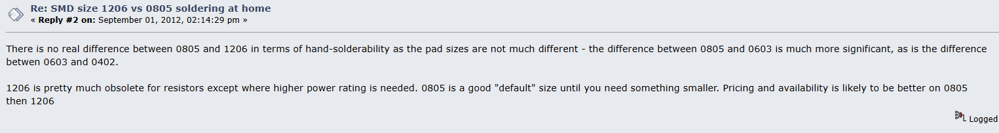 Re: SMD size 1206 vs 0805 soldering at home
« Reply #2 on: September 01, 2012, 02:14:29 pm »
There is no real difference between 0805 and 1206 in terms of hand-solderability as the pad sizes are not much different - the difference between 0805 and 0603 is much more significant, as is the difference
betwen 0603 and 0402.
1206 is pretty much obsolete for resistors except where higher power rating is needed. 0805 is a good "default" size until you need something smaller. Pricing and availability is likely to be better on 0805
then 1206
Logged